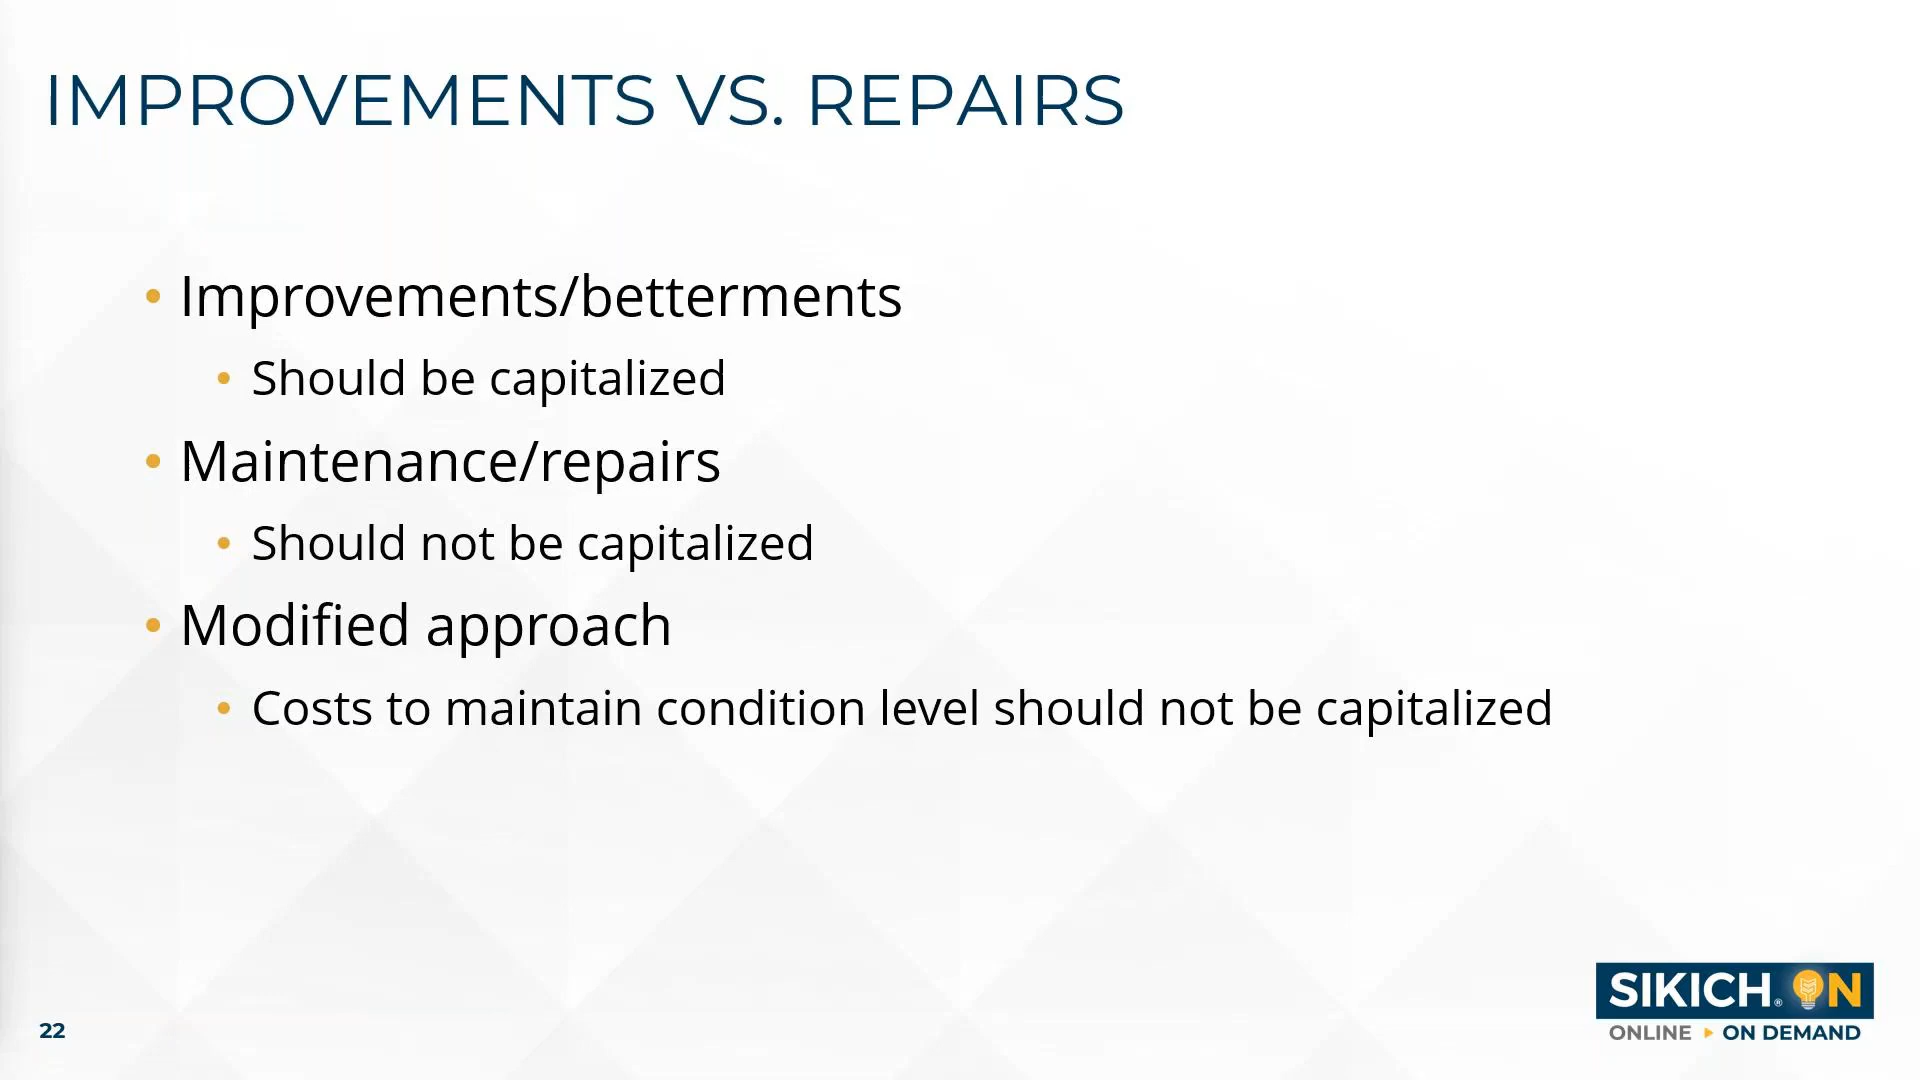 IMPROVEMENTS VS. REPAIRS
• Improvements/betterments
• Should be capitalized
• Maintenance/repairs
• Should not be capitalized
• Modified approach
• Costs to maintain condition level should not be capitalized
SIKICH® ON
ONLINE ▸ ON DEMAND
22